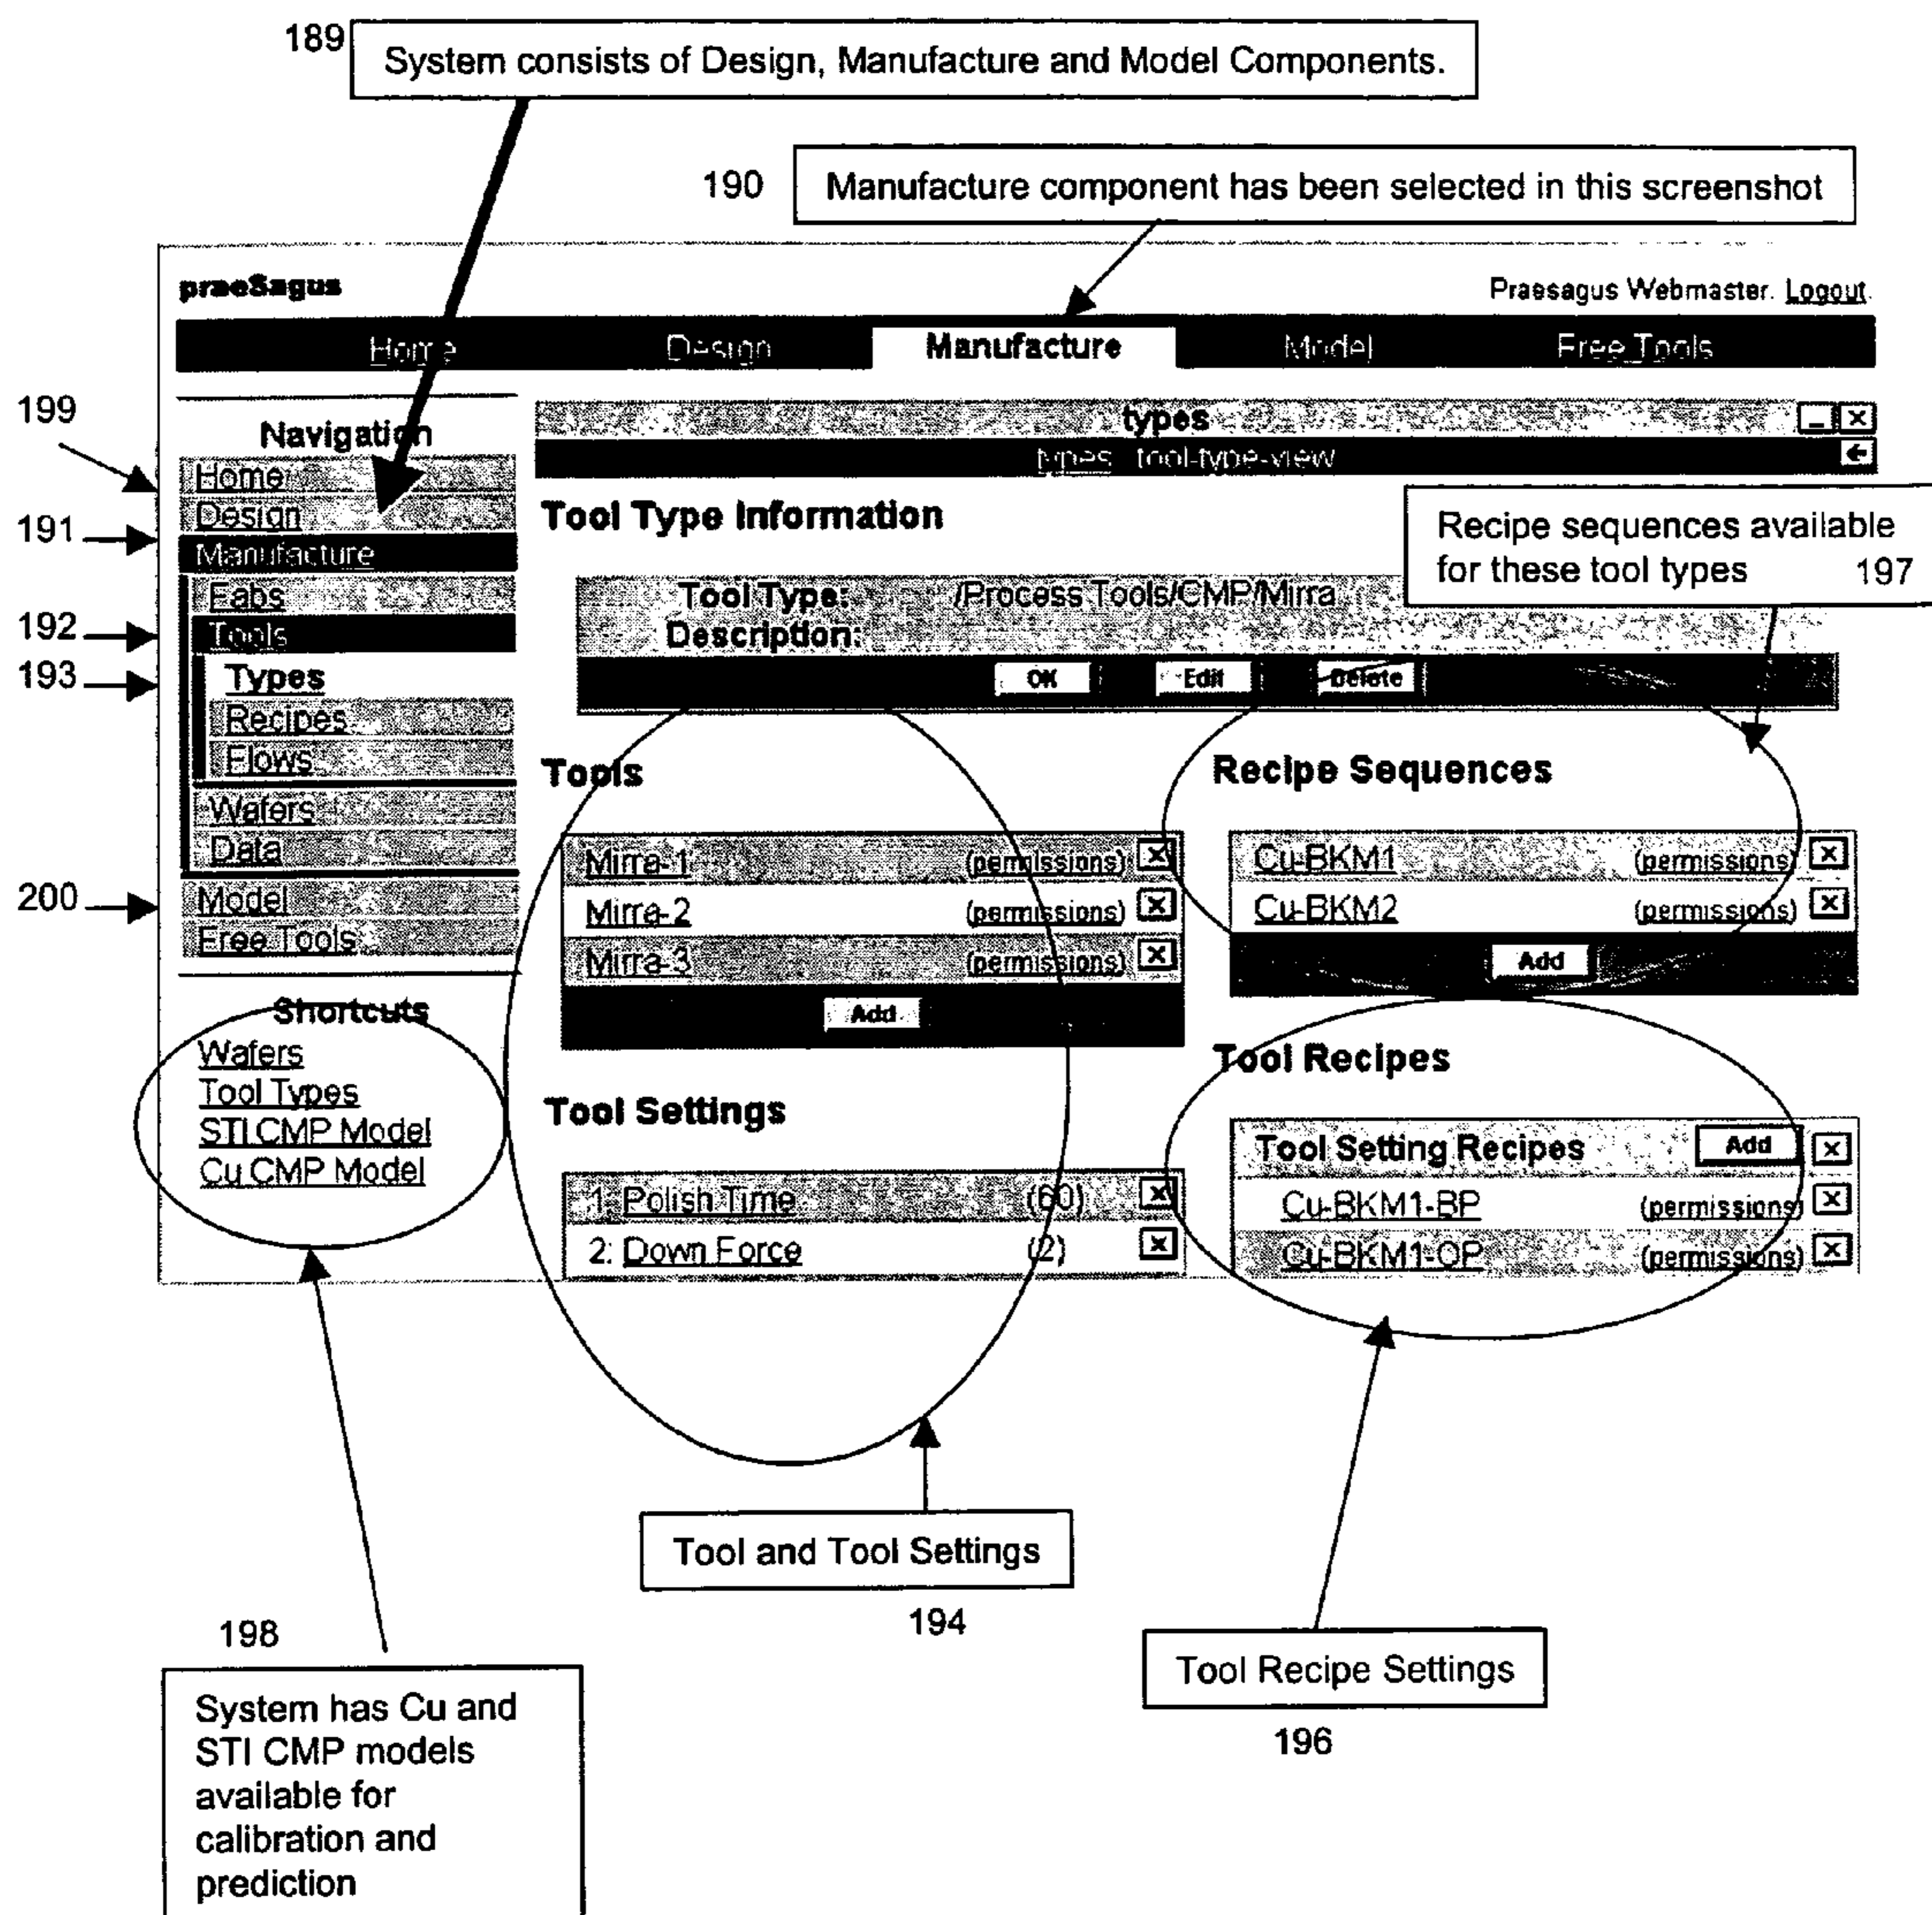 189
System consists of Design, Manufacture and Model Components.
190
Manufacture component has been selected in this screenshot
praeSagus
Praesagus Webmaster. Logout.
Home Design Manufacture Model Free Tools
199
191
192
193
200
Navigation
Home
Design
Manufacture
Fabs
Tools
Types
Recipes
Flows
Wafers
Data
Model
Free Tools
Shortcuts
Wafers
Tool Types
STI CMP Model
Cu CMP Model
types
types tool-type-view
Tool Type Information
Recipe sequences available
for these tool types 197
Tool Type: /Process Tools/CMP/Mirra
Description:
OK Edit Delete
Tools
Mirra-1 (permissions) X
Mirra-2 (permissions) X
Mirra-3 (permissions) X
Add
Recipe Sequences
Cu-BKM1 (permissions) X
Cu-BKM2 (permissions) X
Add
Tool Settings
1: Polish Time (60) X
2: Down Force (2) X
Tool Recipes
Tool Setting Recipes Add X
Cu-BKM1-BP (permissions) X
Cu-BKM1-OP (permissions) X
Tool and Tool Settings
194
Tool Recipe Settings
196
198
System has Cu and
STI CMP models
available for
calibration and
prediction